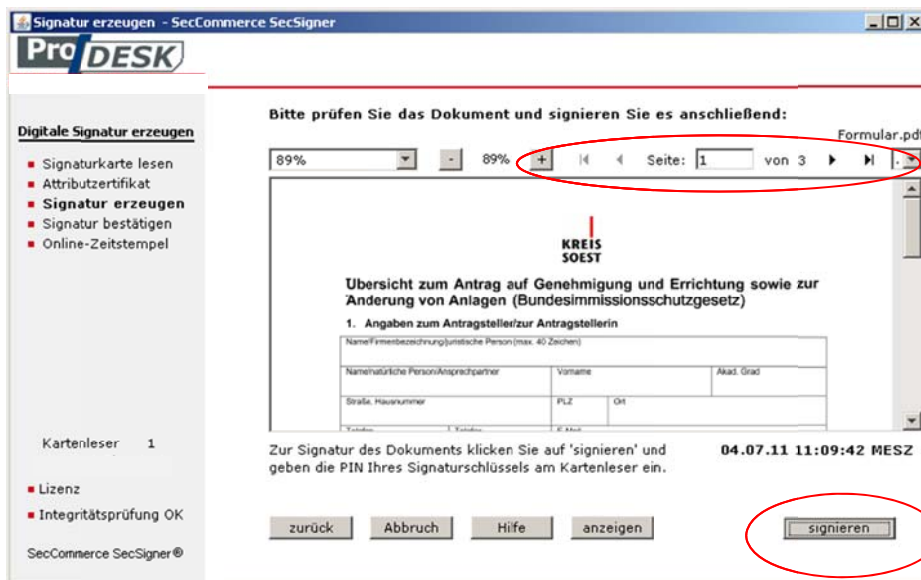 Signatur erzeugen - SecCommerce SecSigner
Pro DESK
Digitale Signatur erzeugen
Signaturkarte lesen
Attributzertifikat
Signatur erzeugen
Signatur bestätigen
Online-Zeitstempel
Kartenleser 1
Lizenz
Integritätsprüfung OK
SecCommerce SecSigner®
Bitte prüfen Sie das Dokument und signieren Sie es anschließend:
Formular.pdf
89% - 89% + Seite: 1 von 3
KREIS
SOEST
Übersicht zum Antrag auf Genehmigung und Errichtung sowie zur
Änderung von Anlagen (Bundesimmissionsschutzgesetz)
1. Angaben zum Antragsteller/zur Antragstellerin
Name/Firmenbezeichnung/juristische Person (max. 40 Zeichen)
Name/natürliche Person/Ansprechpartner Vorname Akad. Grad
Straße, Hausnummer PLZ Ort
Zur Signatur des Dokuments klicken Sie auf 'signieren' und
geben die PIN Ihres Signaturschlüssels am Kartenleser ein.
04.07.11 11:09:42 MESZ
zurück Abbruch Hilfe anzeigen signieren